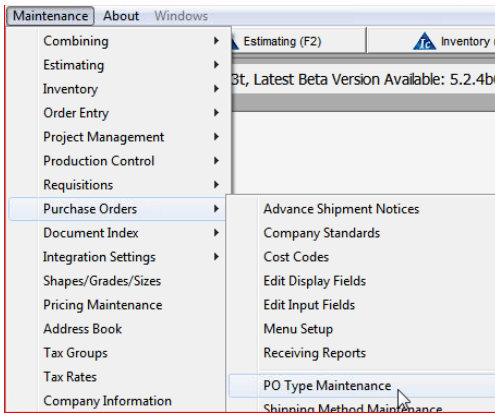 Maintenance About Windows
Estimating (F2)
Inventory
3t, Latest Beta Version Available: 5.2.4b
Combining
Estimating
Inventory
Order Entry
Project Management
Production Control
Requisitions
Purchase Orders
Document Index
Integration Settings
Shapes/Grades/Sizes
Pricing Maintenance
Address Book
Tax Groups
Tax Rates
Company Information
Advance Shipment Notices
Company Standards
Cost Codes
Edit Display Fields
Edit Input Fields
Menu Setup
Receiving Reports
PO Type Maintenance
Shipping Method Maintenance